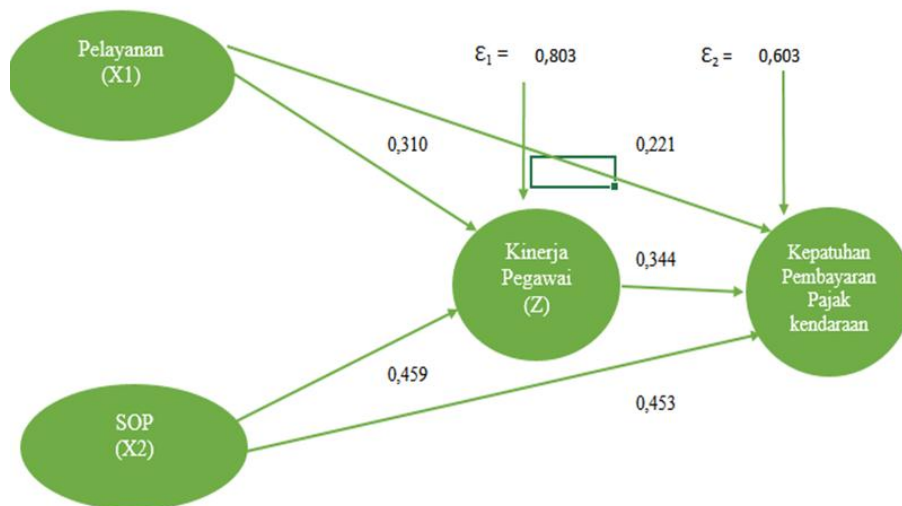 Pelayanan
(X1)
Ɛ₁ = 0,803
Ɛ₂ = 0,603
0,310
0,221
Kinerja
Pegawai
(Z)
0,344
Kepatuhan
Pembayaran
Pajak
kendaraan
0,459
0,453
SOP
(X2)